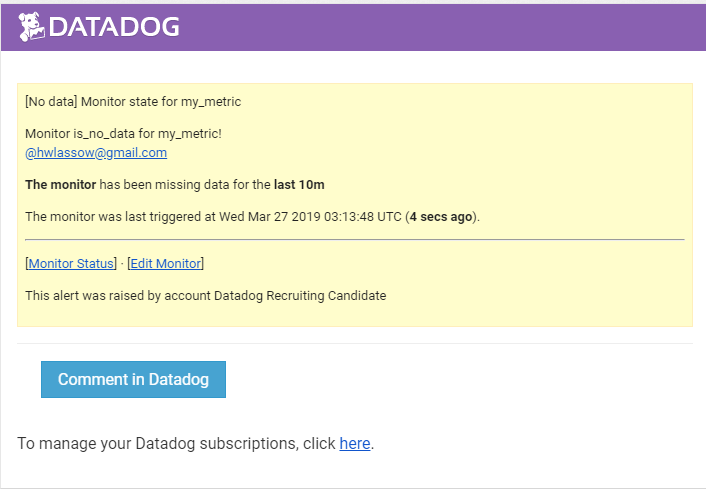 DATADOG
[No data] Monitor state for my_metric
Monitor is_no_data for my_metric!
@hwlassow@gmail.com
The monitor has been missing data for the last 10m
The monitor was last triggered at Wed Mar 27 2019 03:13:48 UTC (4 secs ago).
[Monitor Status] · [Edit Monitor]
This alert was raised by account Datadog Recruiting Candidate
Comment in Datadog
To manage your Datadog subscriptions, click here.